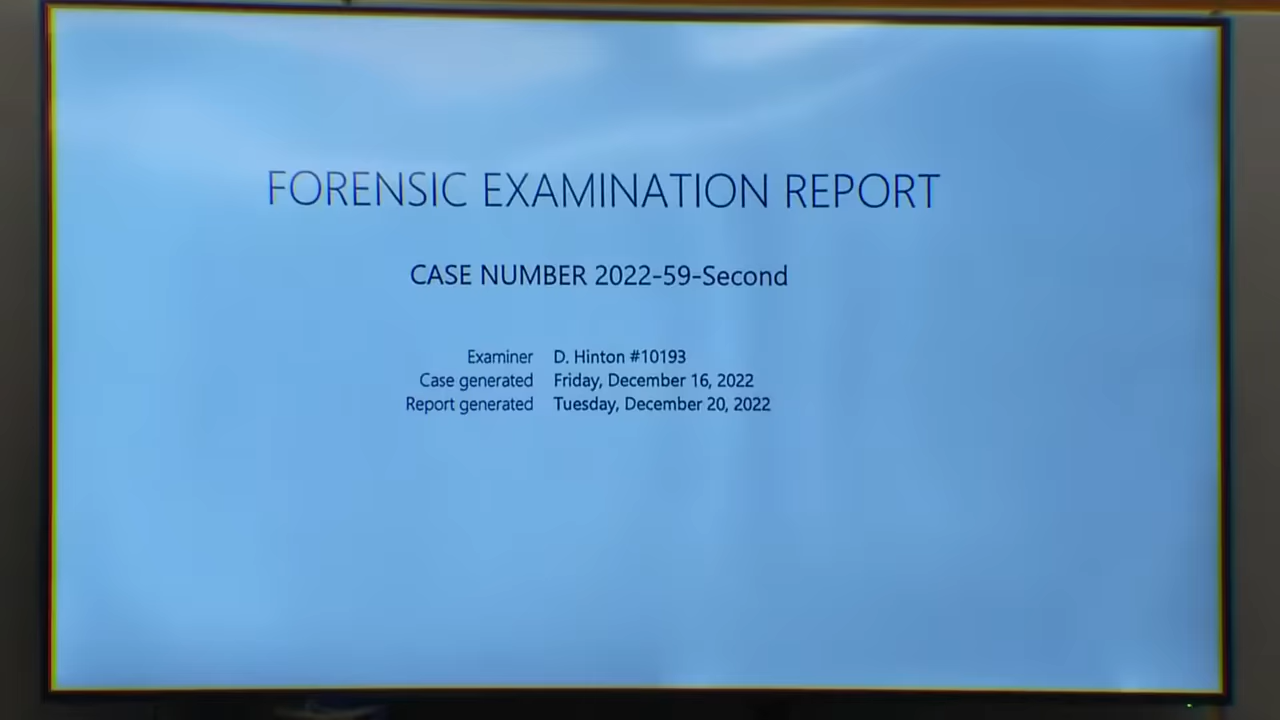 FORENSIC EXAMINATION REPORT
CASE NUMBER 2022-59-Second
Examiner D. Hinton #10193
Case generated Friday, December 16, 2022
Report generated Tuesday, December 20, 2022